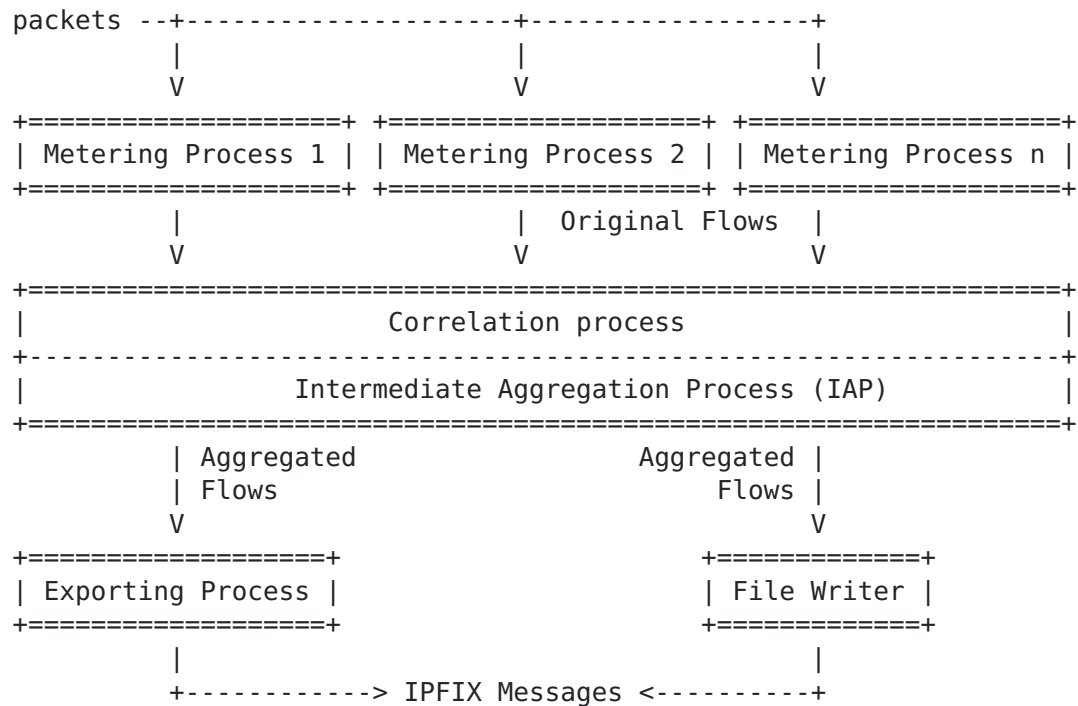 packets --+---------------------+------------------+
| | |
V V V
+====================+ +====================+ +====================+
| Metering Process 1 | | Metering Process 2 | | Metering Process n |
+====================+ +====================+ +====================+
| | Original Flows |
V V V
+==================================================================+
| Correlation process |
+------------------------------------------------------------------+
| Intermediate Aggregation Process (IAP) |
+==================================================================+
| Aggregated Aggregated |
| Flows Flows |
V V
+===================+ +=============+
| Exporting Process | | File Writer |
+===================+ +=============+
| |
+------------> IPFIX Messages <----------+